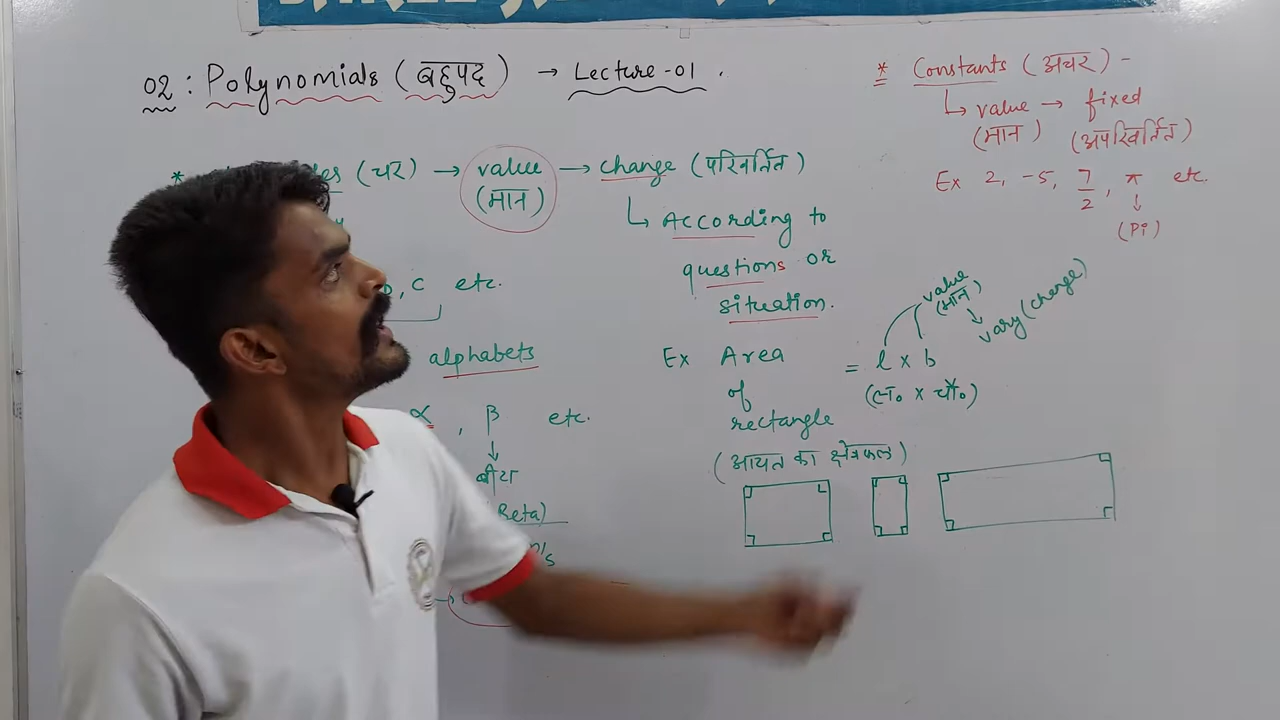 02 : Polynomials (बहुपद) → Lecture -01 .
* (चर) → value → change (परिवर्तित)
(मान)
↳ According to
questions or
situation.
, c etc.
alphabets
α , β etc.
↓
बीटा
Beta)
Ex Area = l x b
of (ल० x चौ०)
rectangle
(आयत का क्षेत्रफल)
value
(मान)
↓
vary (change)
* Constants (अचर) -
↳ value → fixed
(मान) (अपरिवर्तित)
Ex 2, -5, 7/2, π etc.
↓
(Pi)